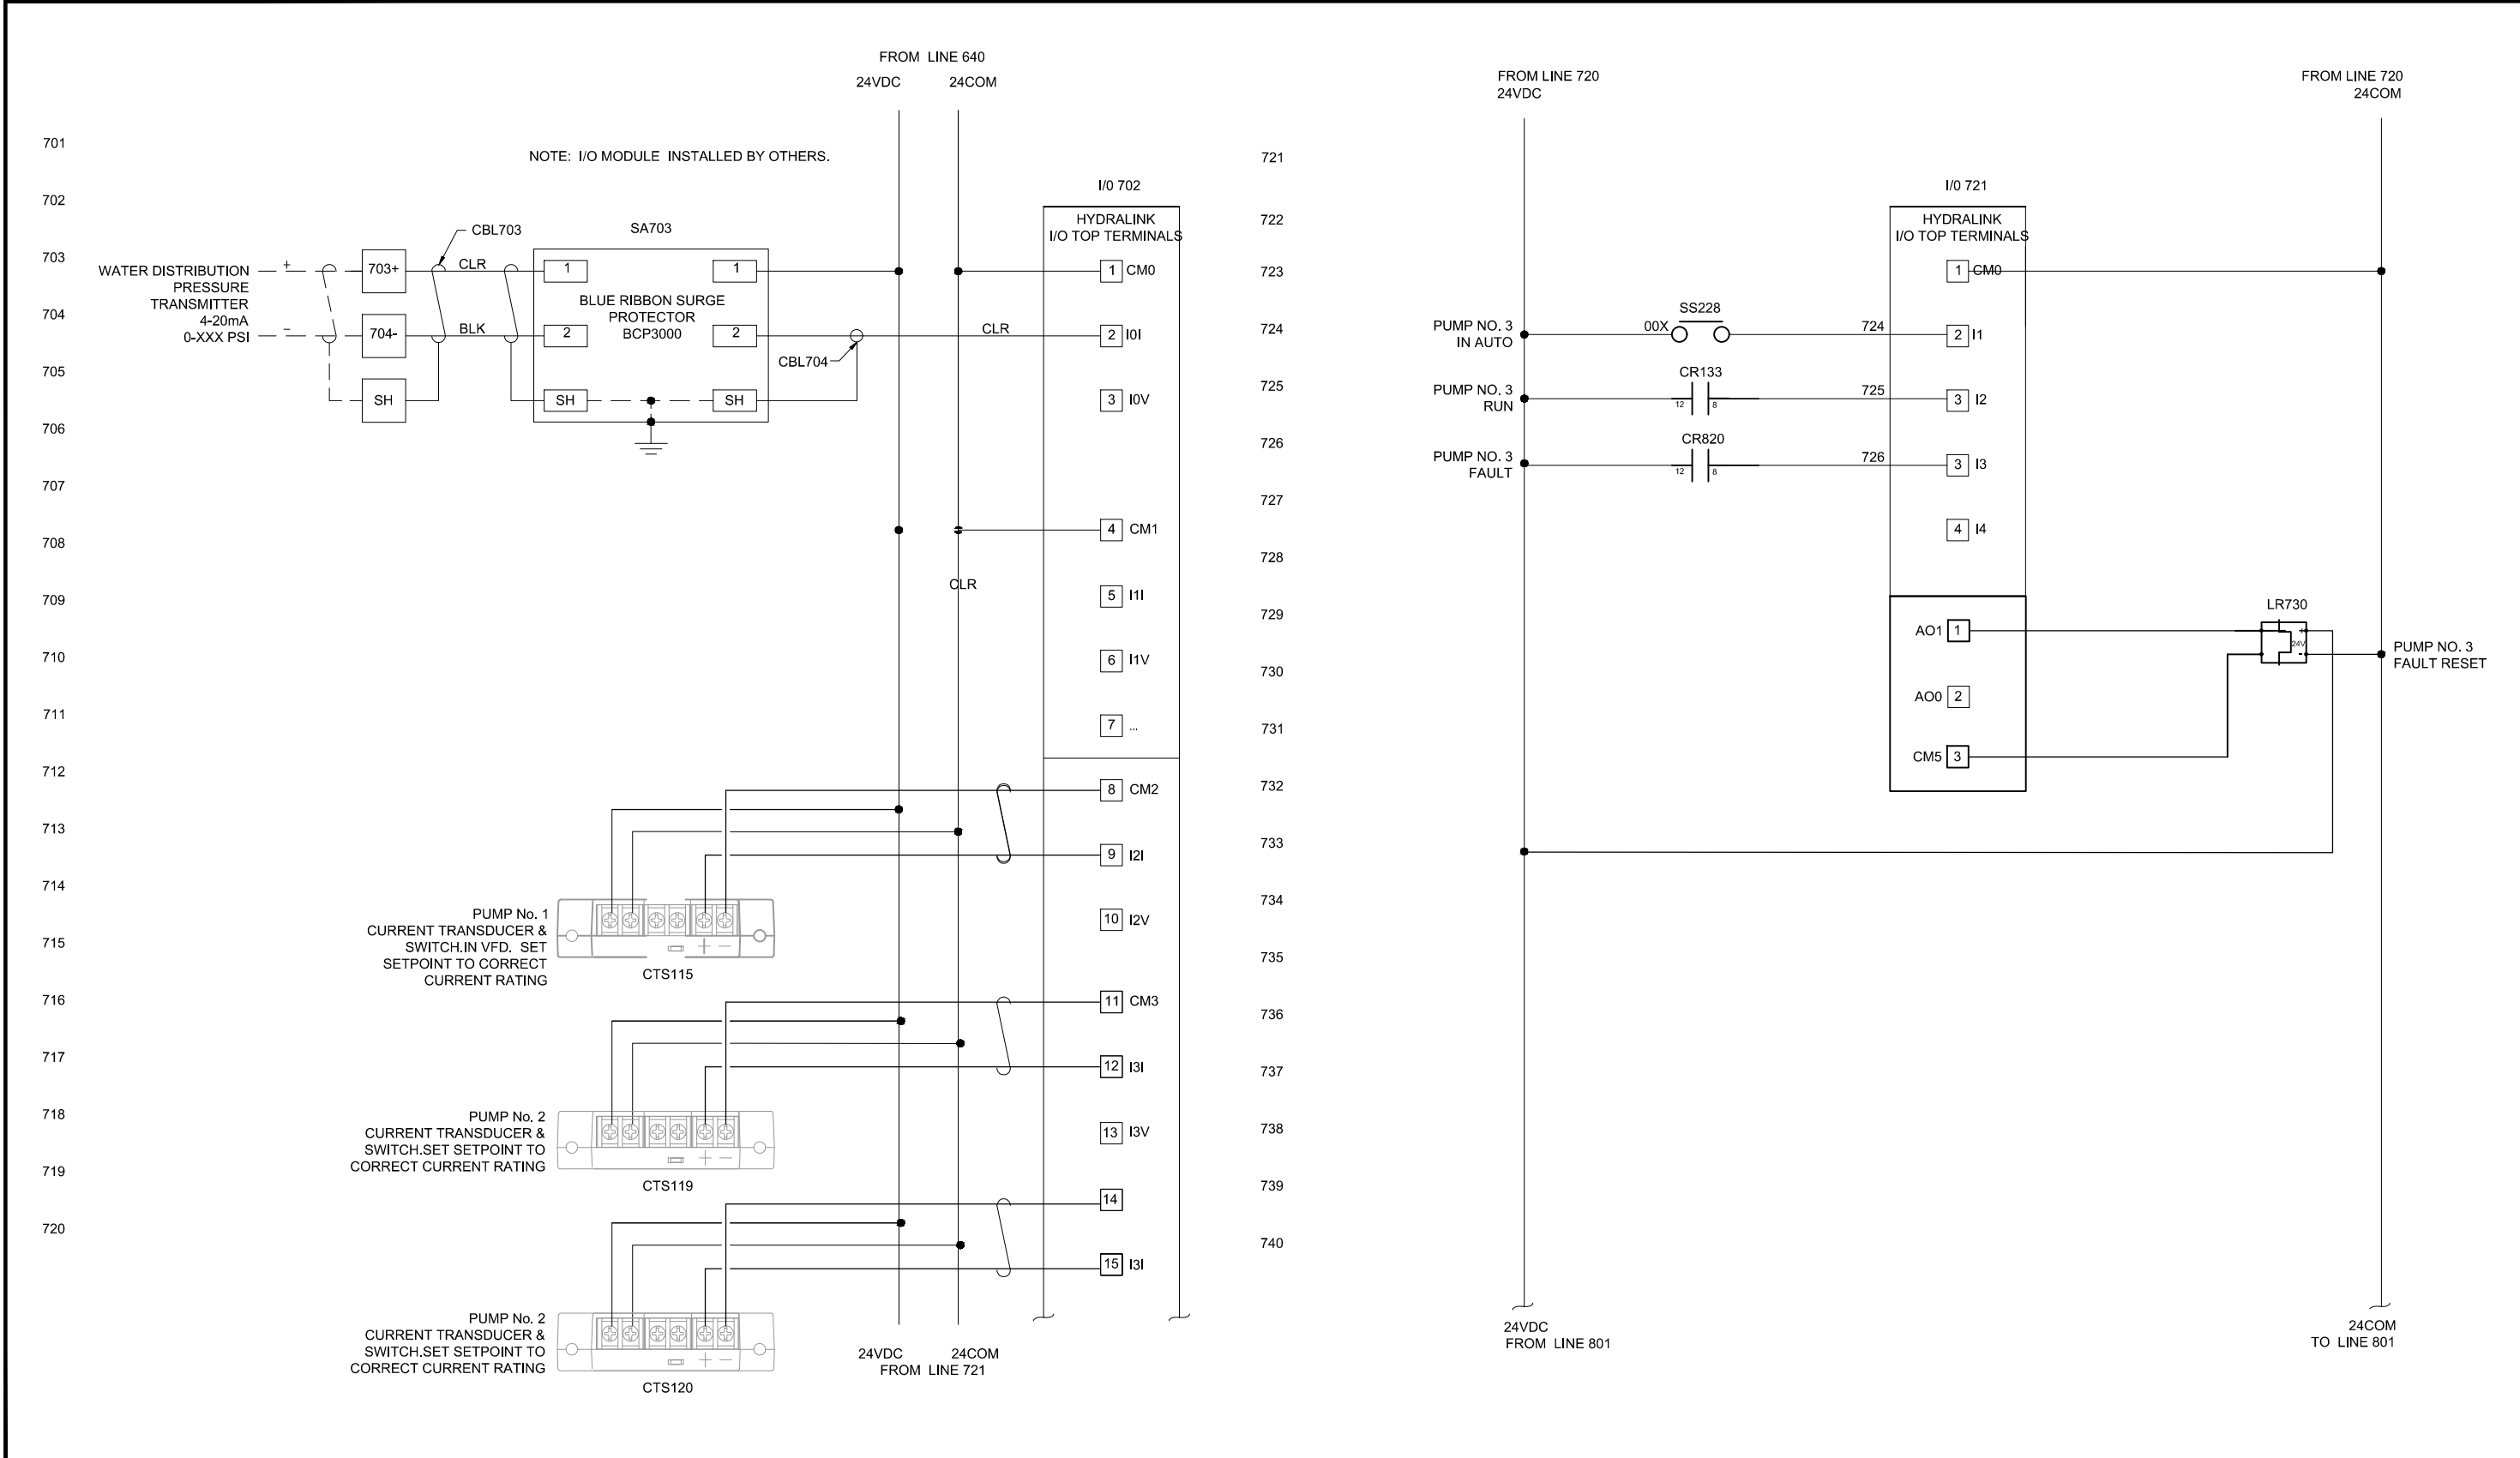 FROM LINE 640
24VDC 24COM
701
NOTE: I/O MODULE INSTALLED BY OTHERS.
702
I/0 702
HYDRALINK
I/O TOP TERMINALS
CBL703
SA703
703
WATER DISTRIBUTION
PRESSURE
TRANSMITTER
4-20mA
0-XXX PSI
+
−
703+
CLR
1
1
1 CM0
BLUE RIBBON SURGE
PROTECTOR
BCP3000
704
704-
BLK
2
2
CLR
2 I0I
CBL704
705
SH
SH
SH
3 I0V
706
707
4 CM1
708
CLR
709
5 I1I
710
6 I1V
711
7 ...
712
8 CM2
713
9 I2I
714
PUMP No. 1
CURRENT TRANSDUCER &
SWITCH.IN VFD. SET
SETPOINT TO CORRECT
CURRENT RATING
+ −
CTS115
10 I2V
715
716
11 CM3
717
12 I3I
718
PUMP No. 2
CURRENT TRANSDUCER &
SWITCH.SET SETPOINT TO
CORRECT CURRENT RATING
+ −
CTS119
13 I3V
719
14
720
15 I3I
PUMP No. 2
CURRENT TRANSDUCER &
SWITCH.SET SETPOINT TO
CORRECT CURRENT RATING
+ −
CTS120
24VDC 24COM
FROM LINE 721
FROM LINE 720
24VDC
FROM LINE 720
24COM
721
I/0 721
722
HYDRALINK
I/O TOP TERMINALS
723
1 CM0
724
PUMP NO. 3
IN AUTO
00X
SS228
724
2 I1
725
PUMP NO. 3
RUN
CR133
12 8
725
3 I2
726
PUMP NO. 3
FAULT
CR820
12 8
726
3 I3
727
4 I4
728
729
LR730
AO1 1
+
24V
-
PUMP NO. 3
FAULT RESET
730
AO0 2
731
CM5 3
732
733
734
735
736
737
738
739
740
24VDC
FROM LINE 801
24COM
TO LINE 801